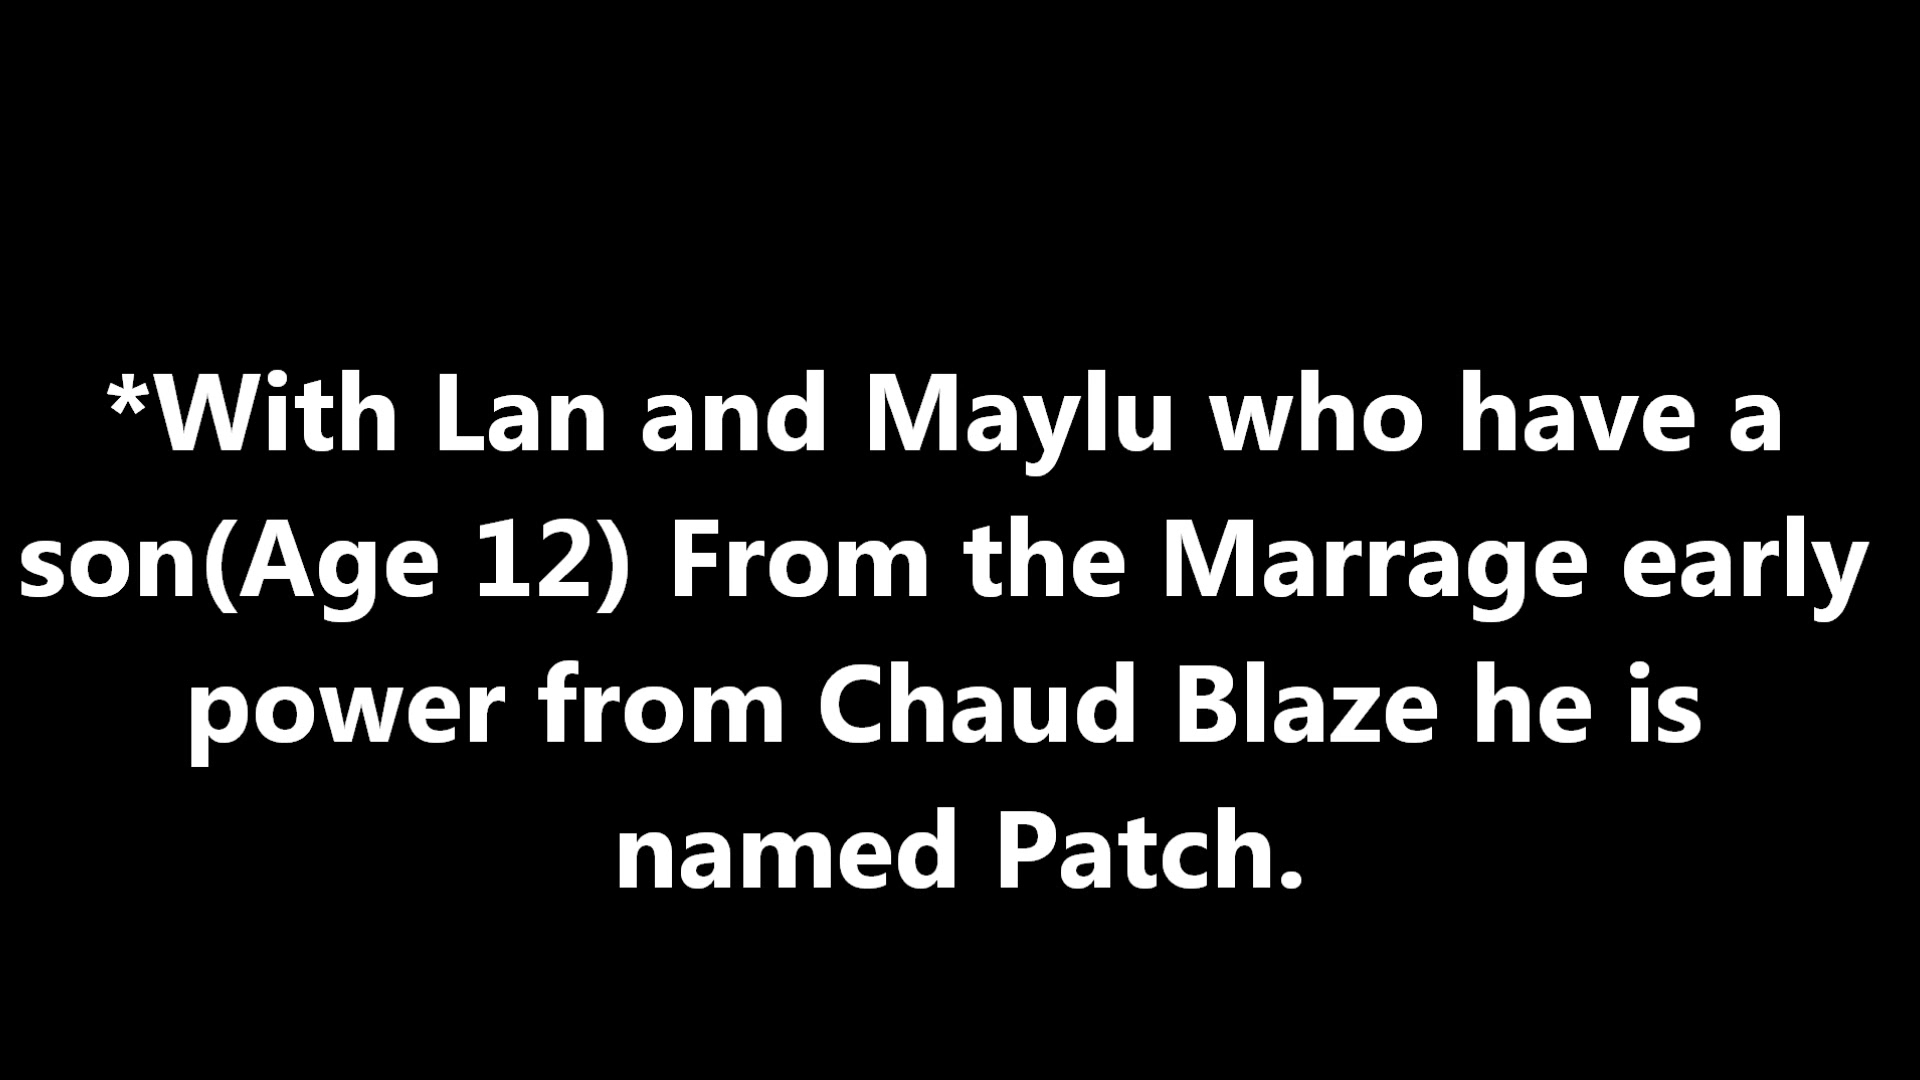 *With Lan and Maylu who have a
son(Age 12) From the Marrage early
power from Chaud Blaze he is
named Patch.